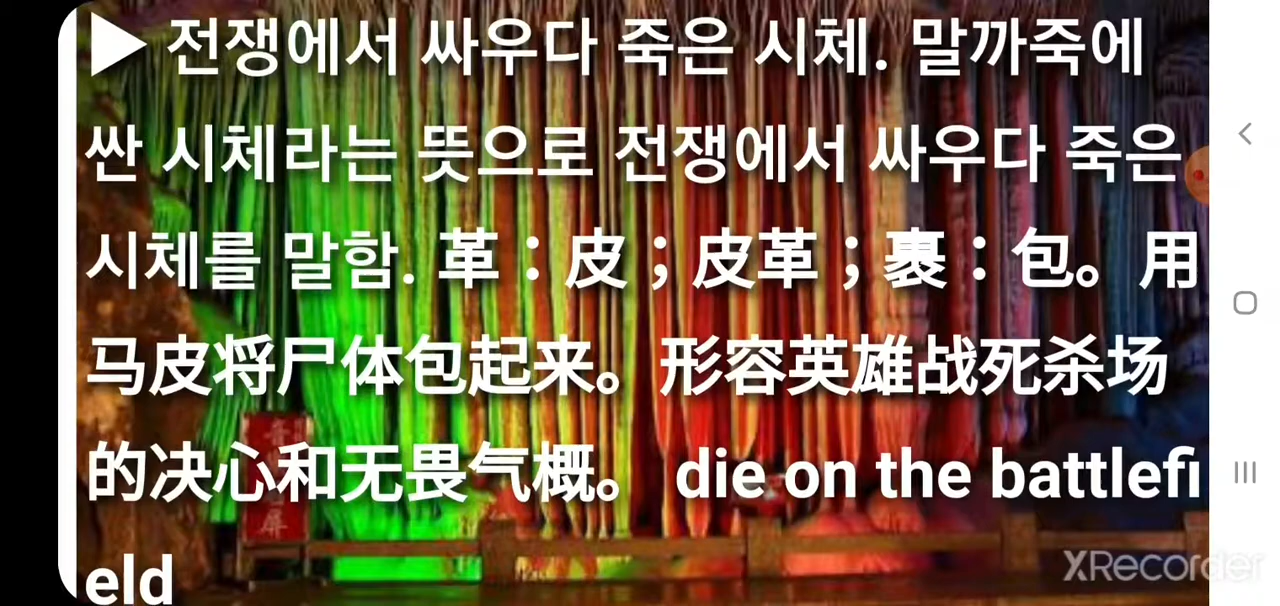 ▶ 전쟁에서 싸우다 죽은 시체. 말까죽에
싼 시체라는 뜻으로 전쟁에서 싸우다 죽은
시체를 말함. 革：皮；皮革；裹：包。用
马皮将尸体包起来。形容英雄战死杀场
的决心和无畏气概。 die on the battlefi
eld
XRecorder